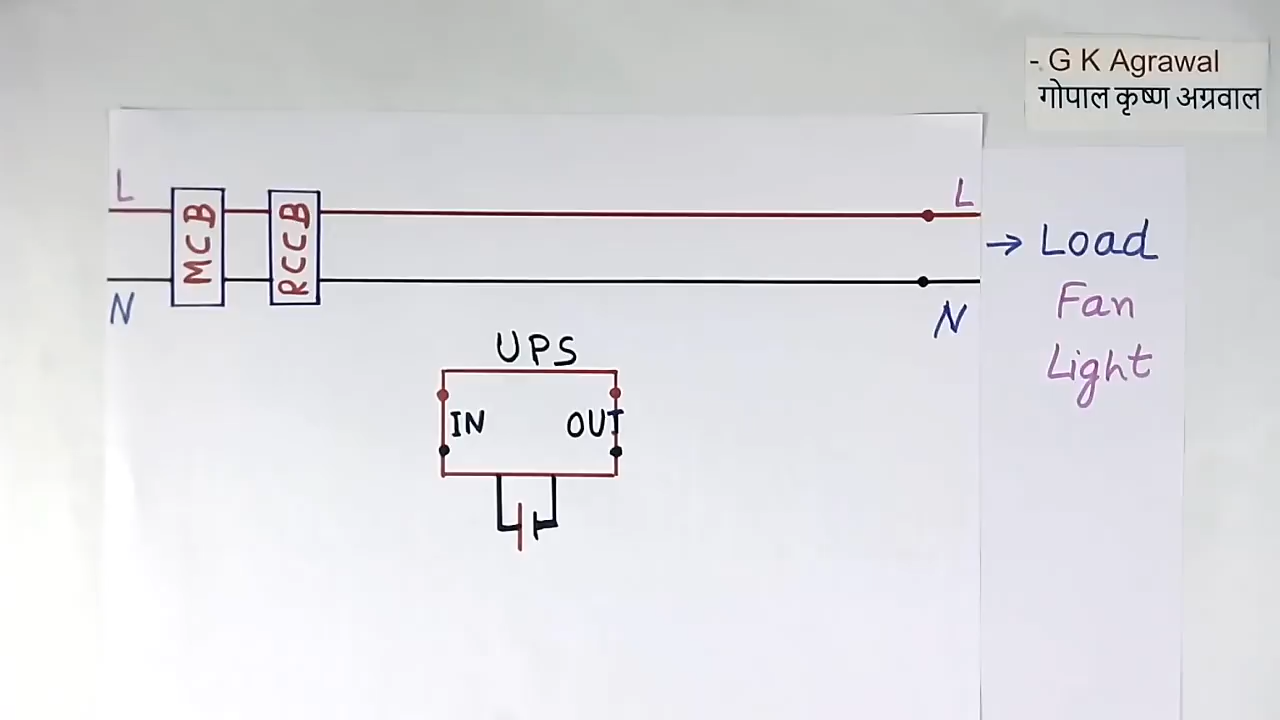 - G K Agrawal
गोपाल कृष्ण अग्रवाल
L
MCB
RCCB
L
N
N
→ Load
Fan
Light
UPS
IN
OUT